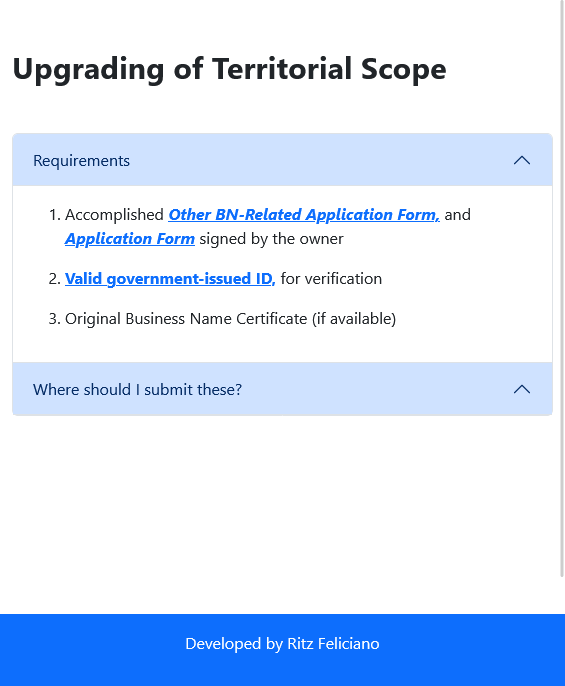 Upgrading of Territorial Scope
Requirements
1. Accomplished Other BN-Related Application Form, and
Application Form signed by the owner
2. Valid government-issued ID, for verification
3. Original Business Name Certificate (if available)
Where should I submit these?
Developed by Ritz Feliciano